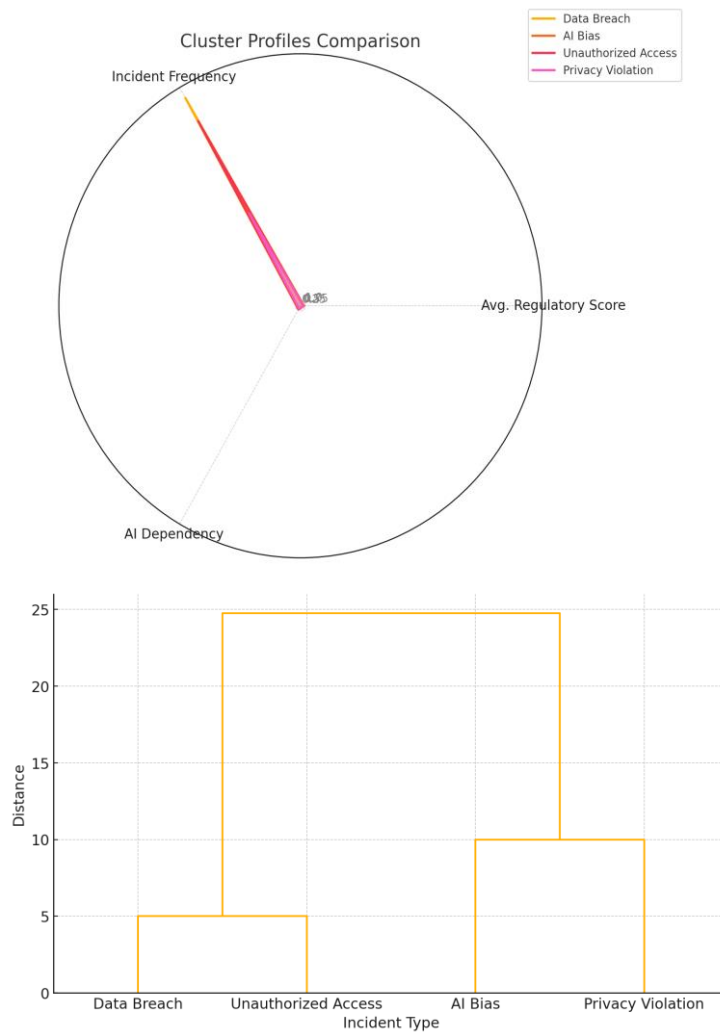 Data Breach
AI Bias
Unauthorized Access
Privacy Violation
Cluster Profiles Comparison
Incident Frequency
Avg. Regulatory Score
AI Dependency
25
20
15
10
5
0
Distance
Data Breach Unauthorized Access AI Bias Privacy Violation
Incident Type